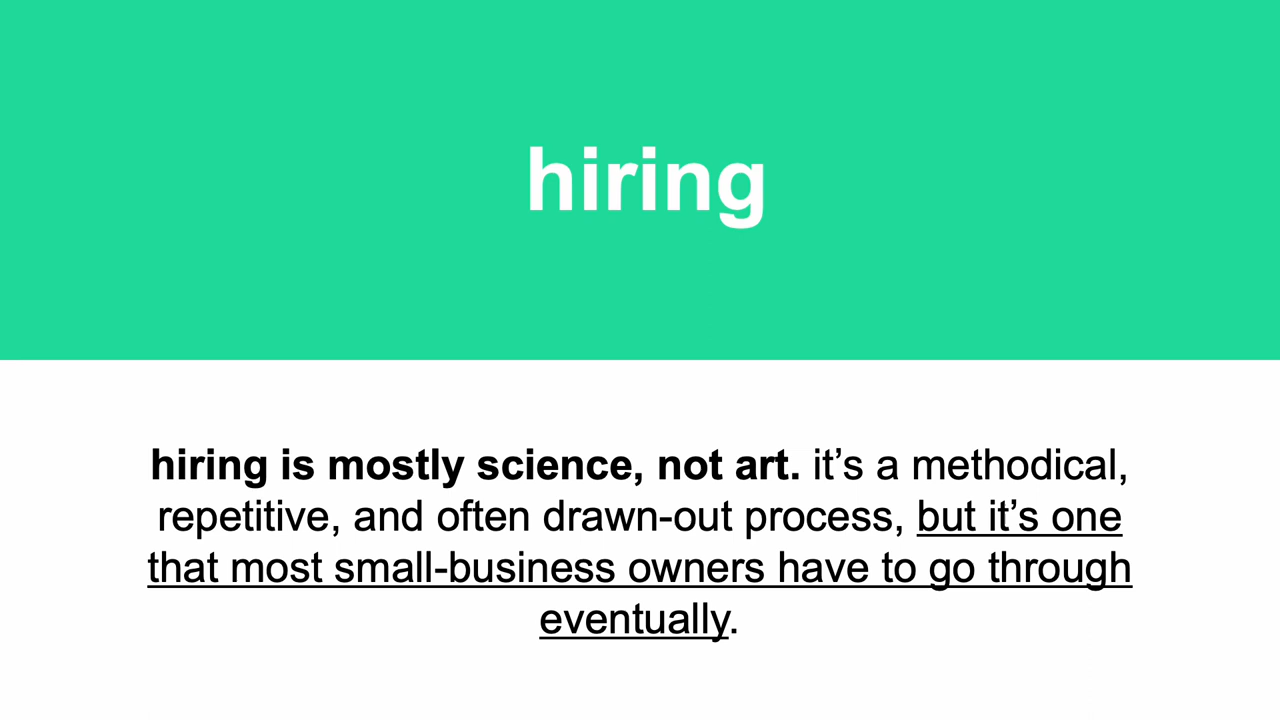 hiring
hiring is mostly science, not art. it’s a methodical,
repetitive, and often drawn-out process, but it’s one
that most small-business owners have to go through
eventually.